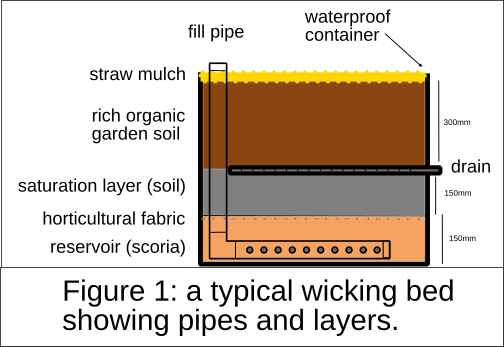 waterproof
container
fill pipe
straw mulch
rich organic
garden soil
300mm
drain
saturation layer (soil)
150mm
horticultural fabric
reservoir (scoria)
150mm
Figure 1: a typical wicking bed
showing pipes and layers.